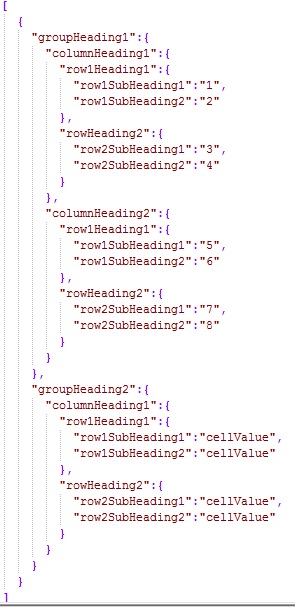 [
{
"groupHeading1":{
"columnHeading1":{
"row1Heading1":{
"row1SubHeading1":"1",
"row1SubHeading2":"2"
},
"rowHeading2":{
"row2SubHeading1":"3",
"row2SubHeading2":"4"
}
},
"columnHeading2":{
"row1Heading1":{
"row1SubHeading1":"5",
"row1SubHeading2":"6"
},
"rowHeading2":{
"row2SubHeading1":"7",
"row2SubHeading2":"8"
}
}
},
"groupHeading2":{
"columnHeading1":{
"row1Heading1":{
"row1SubHeading1":"cellValue",
"row1SubHeading2":"cellValue"
},
"rowHeading2":{
"row2SubHeading1":"cellValue",
"row2SubHeading2":"cellValue"
}
}
}
}
]